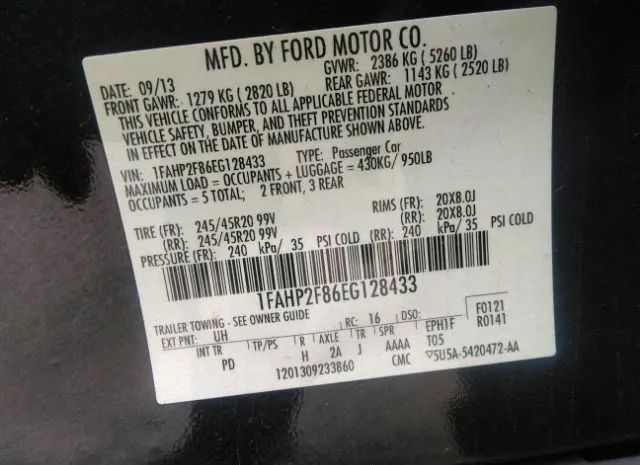 MFD. BY FORD MOTOR CO.
DATE: 09/13 GVWR: 2386 KG (5260 LB)
FRONT GAWR: 1279 KG (2820 LB) REAR GAWR: 1143 KG (2520 LB)
THIS VEHICLE CONFORMS TO ALL APPLICABLE FEDERAL MOTOR
VEHICLE SAFETY, BUMPER, AND THEFT PREVENTION STANDARDS
IN EFFECT ON THE DATE OF MANUFACTURE SHOWN ABOVE.
VIN: 1FAHP2F86EG128433 TYPE: Passenger Car
MAXIMUM LOAD = OCCUPANTS + LUGGAGE = 430KG/ 950LB
OCCUPANTS = 5 TOTAL; 2 FRONT, 3 REAR
TIRE (FR): 245/45R20 99V RIMS (FR): 20X8.0J
(RR): 245/45R20 99V (RR): 20X8.0J
PRESSURE (FR): 240 kPa/ 35 PSI COLD (RR): 240 kPa/ 35 PSI COLD
1FAHP2F86EG128433
TRAILER TOWING - SEE OWNER GUIDE
EXT PNT: UH RC: 16 DSO: F0121
R0141
INT TR TP/PS R AXLE TR SPR EPH1F
PD H 2A J AAAA T05
1201309233860 CMC 5U5A-5420472-AA